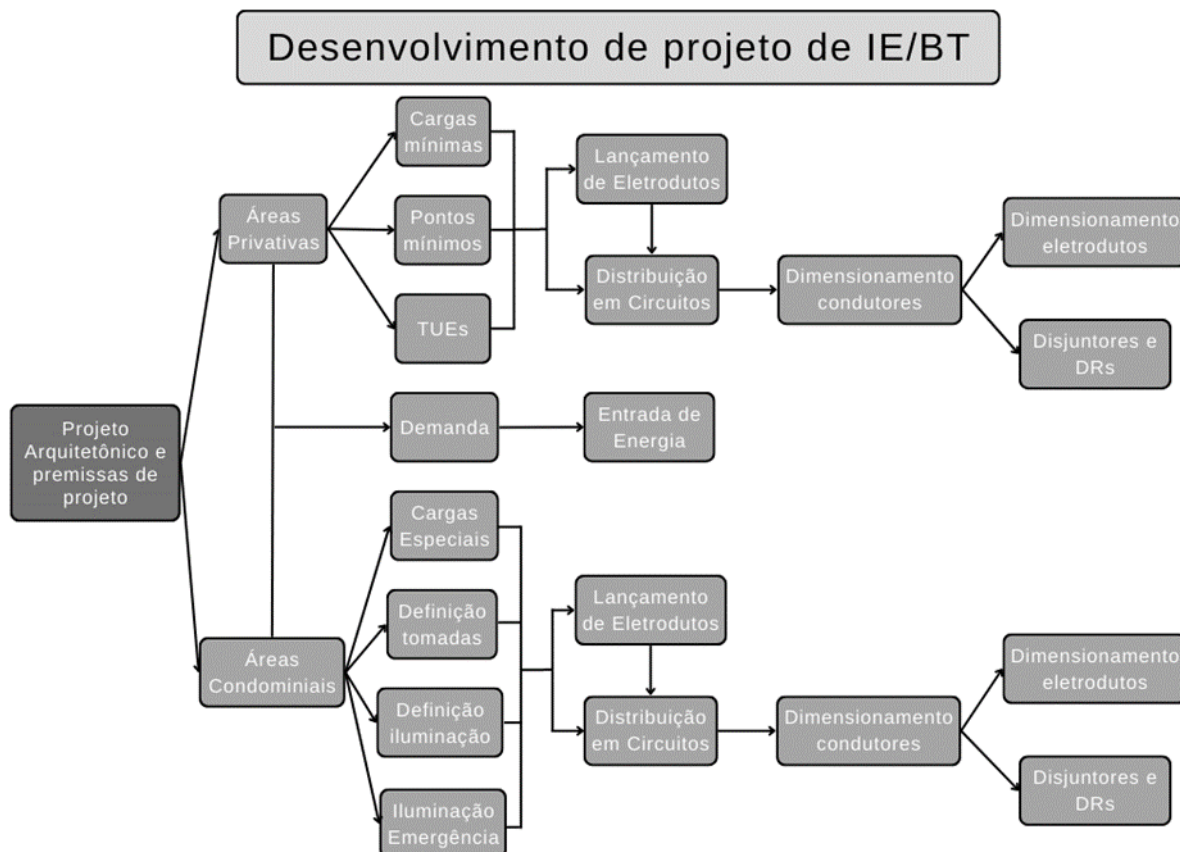 Desenvolvimento de projeto de IE/BT
Cargas
mínimas
Lançamento
de Eletrodutos
Áreas
Privativas
Pontos
mínimos
Dimensionamento
eletrodutos
Distribuição
em Circuitos
Dimensionamento
condutores
TUEs
Disjuntores e
DRs
Projeto
Arquitetônico e
premissas de
projeto
Demanda
Entrada de
Energia
Cargas
Especiais
Lançamento
de Eletrodutos
Definição
tomadas
Áreas
Condominiais
Dimensionamento
eletrodutos
Definição
iluminação
Distribuição
em Circuitos
Dimensionamento
condutores
Disjuntores e
DRs
Iluminação
Emergência